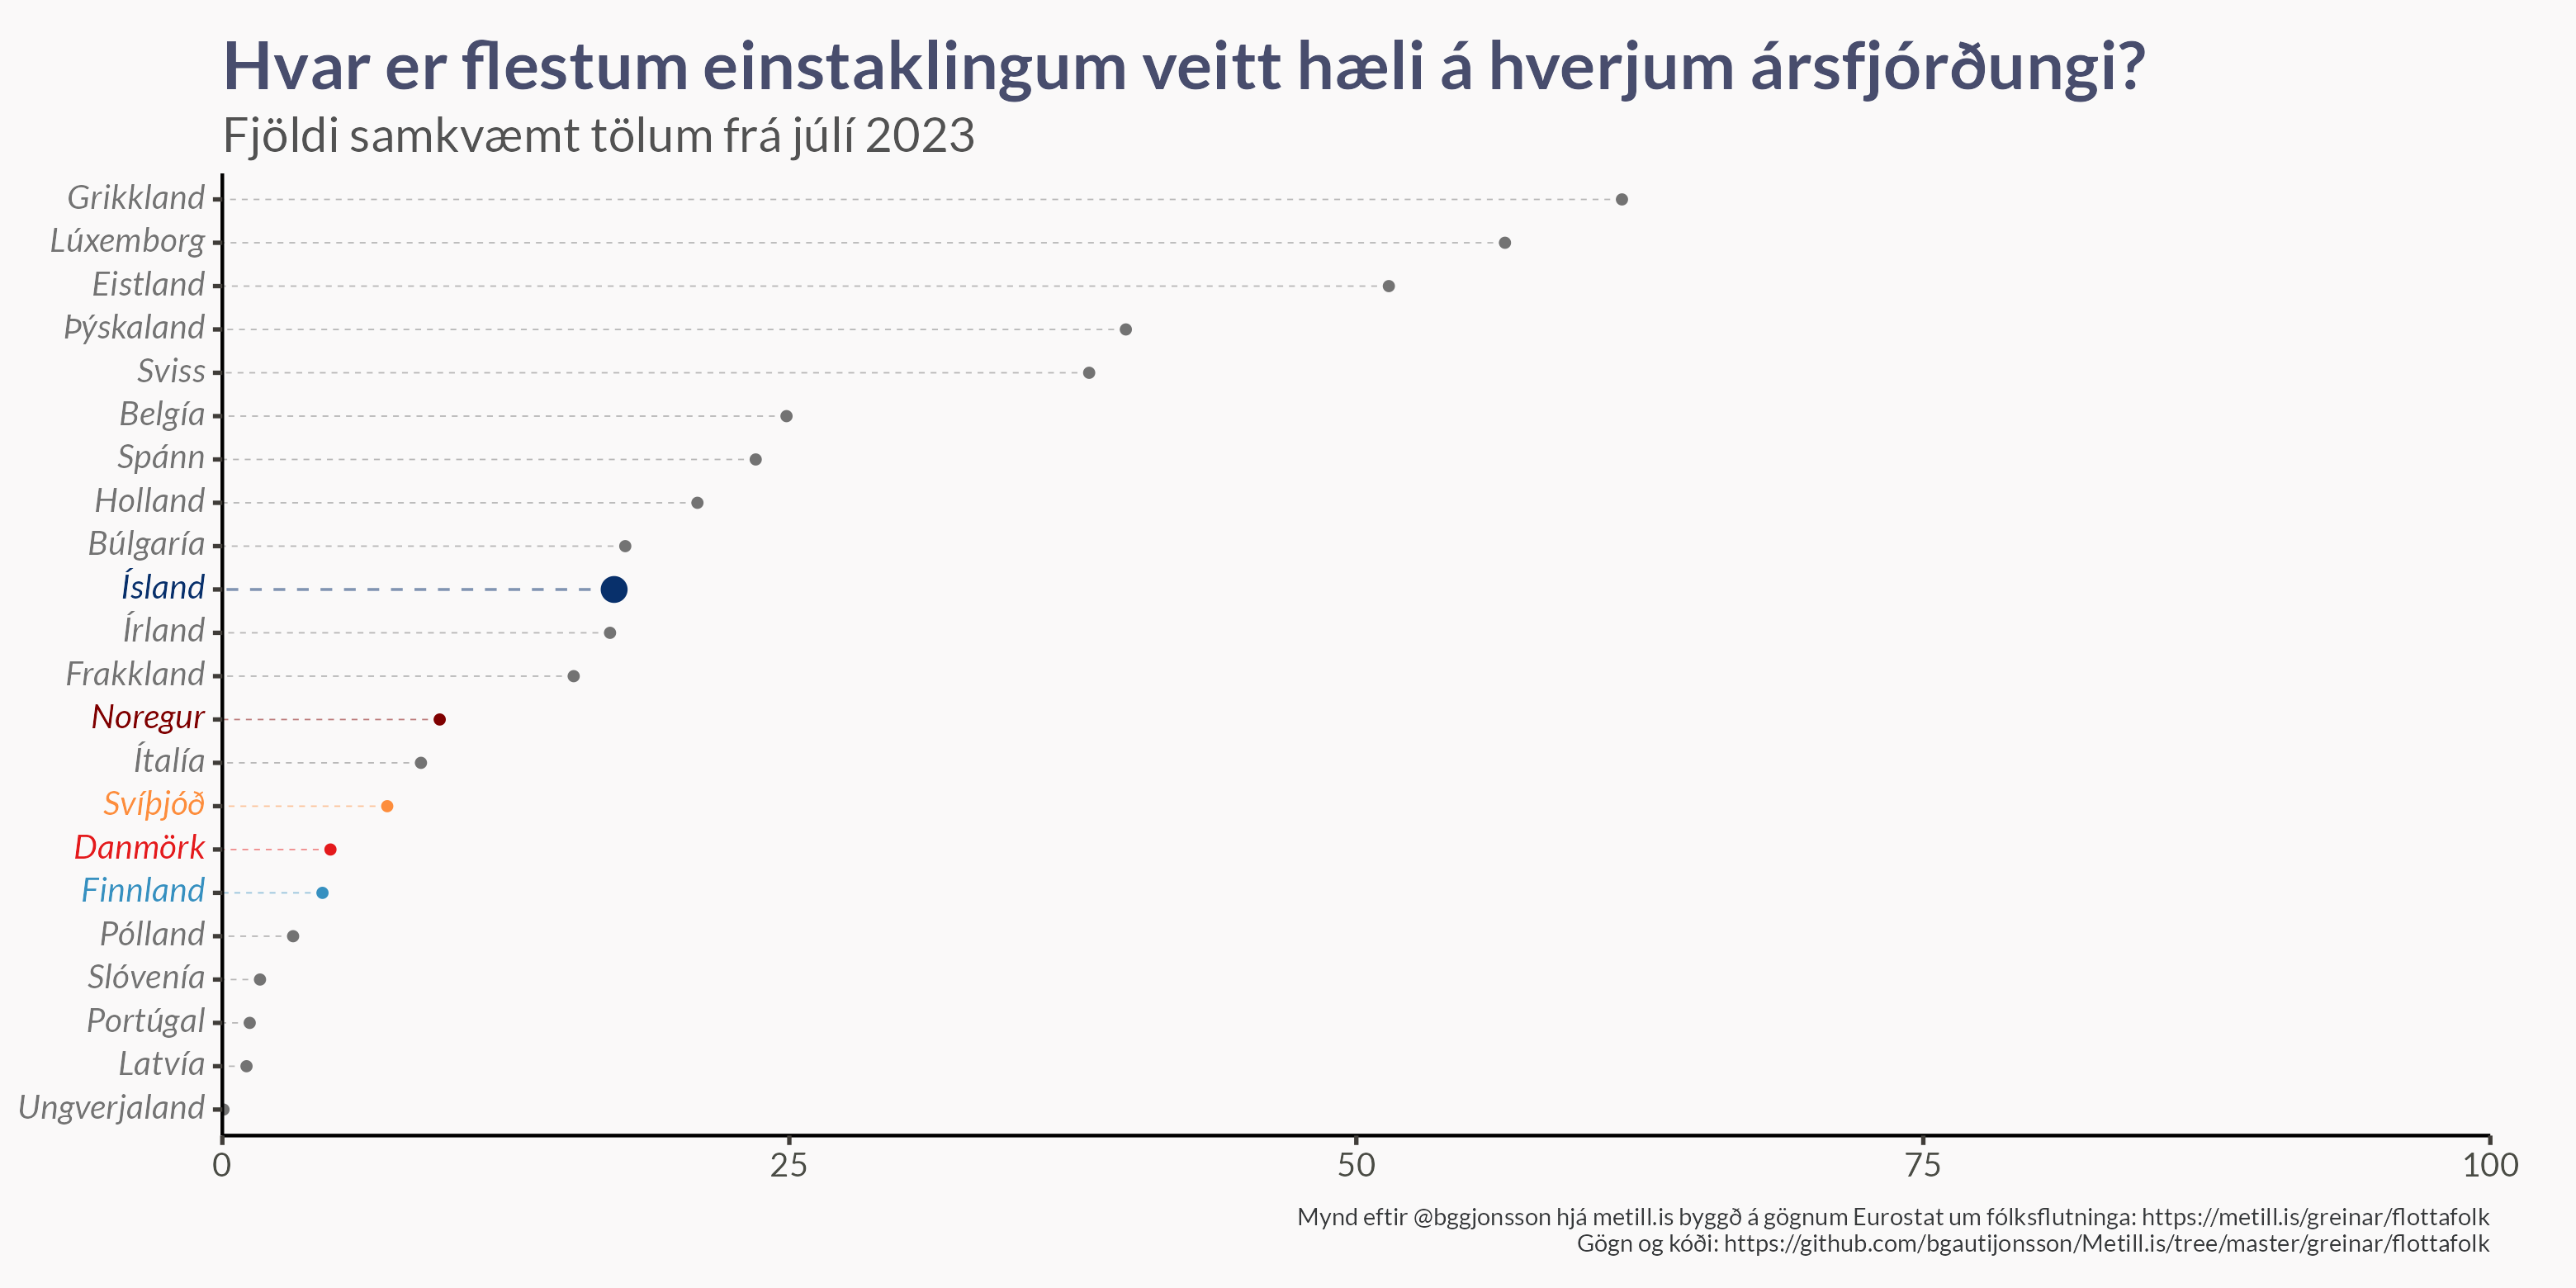 Hvar er flestum einstaklingum veitt hæli á hverjum ársfjórðungi?
Fjöldi samkvæmt tölum frá júlí 2023
Grikkland
Lúxemborg
Eistland
Þýskaland
Sviss
Belgía
Spánn
Holland
Búlgaría
Ísland
Írland
Frakkland
Noregur
Ítalía
Svíþjóð
Danmörk
Finnland
Pólland
Slóvenía
Portúgal
Latvía
Ungverjaland
0 25 50 75 100
Mynd eftir @bggjonsson hjá metill.is byggð á gögnum Eurostat um fólksflutninga: https://metill.is/greinar/flottafolk
Gögn og kóði: https://github.com/bgautijonsson/Metill.is/tree/master/greinar/flottafolk